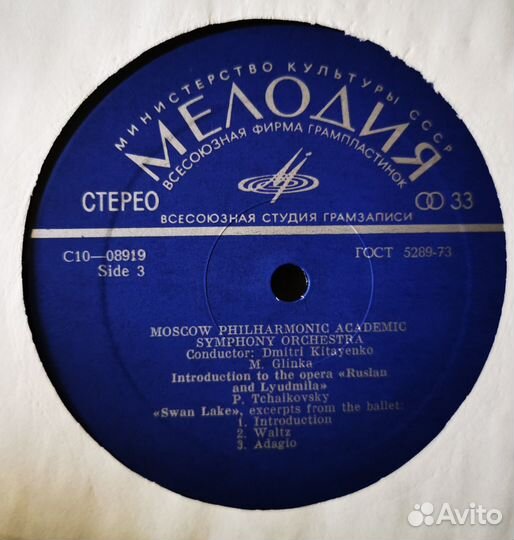 МИНИСТЕРСТВО КУЛЬТУРЫ СССР
МЕЛОДИЯ
ВСЕСОЮЗНАЯ ФИРМА ГРАМПЛАСТИНОК
СТЕРЕО
33
ВСЕСОЮЗНАЯ СТУДИЯ ГРАМЗАПИСИ
С10—08919
ГОСТ 5289-73
Side 3
MOSCOW PHILHARMONIC ACADEMIC
SYMPHONY ORCHESTRA
Conductor: Dmitri Kitayenko
M. Glinka
Introduction to the opera «Ruslan
and Lyudmila»
P. Tchaikovsky
«Swan Lake», excerpts from the ballet:
1. Introduction
2. Waltz
3. Adagio
Avito